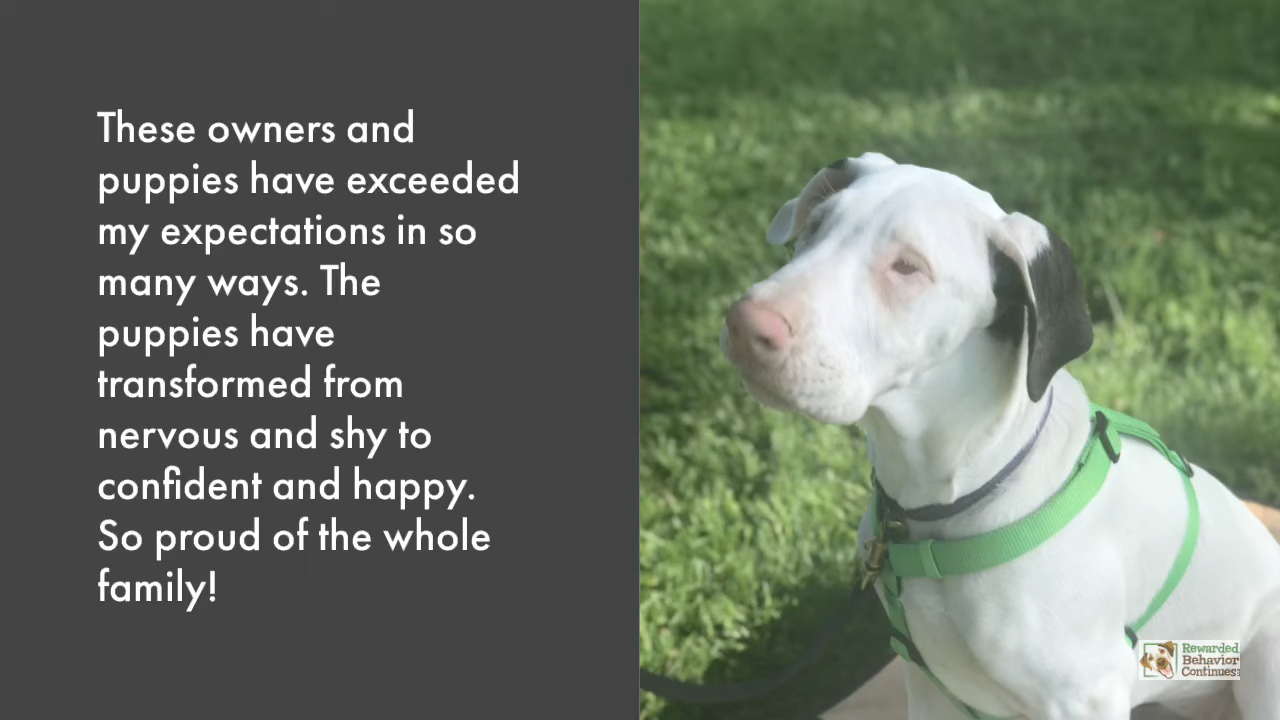 These owners and
puppies have exceeded
my expectations in so
many ways. The
puppies have
transformed from
nervous and shy to
confident and happy.
So proud of the whole
family!
Rewarded
Behavior
Continues